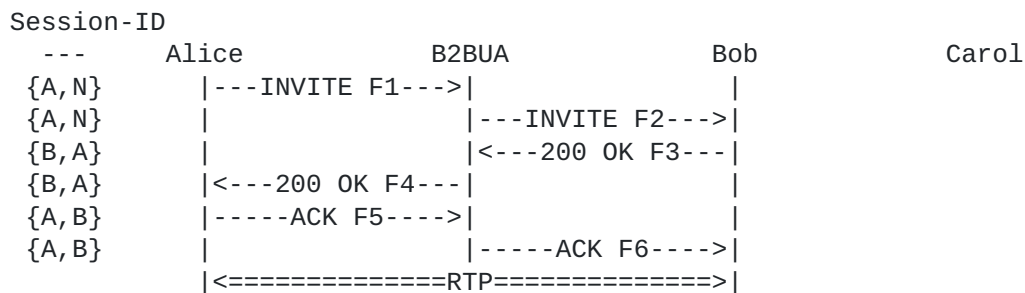 Session-ID
  ---     Alice            B2BUA             Bob            Carol
 {A,N}      |---INVITE F1--->|                |
 {A,N}      |                |---INVITE F2--->|
 {B,A}      |                |<---200 OK F3---|
 {B,A}      |<---200 OK F4---|                |
 {A,B}      |-----ACK F5---->|                |
 {A,B}      |                |-----ACK F6---->|
            |<==============RTP==============>|